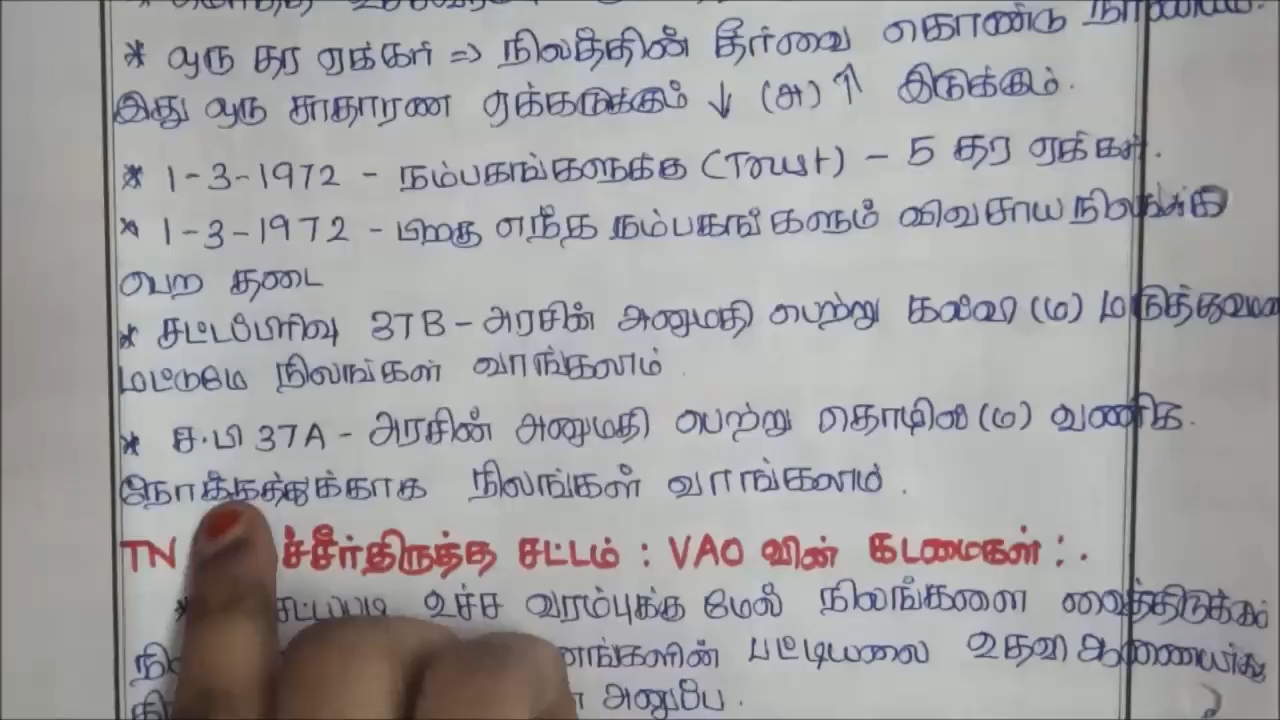 * ஒரு தர ஏக்கர் => நிலத்தின் தீர்வை கொண்டு
இது ஒரு சாதாரண ஏக்கருக்கும் ↓ (அ) ↑ இருக்கும்.
* 1-3-1972 - நம்பகங்களுக்கு (Trust) - 5 தர ஏக்கர்.
* 1-3-1972 - பிறகு எந்த நம்பகங்களும் விவசாய
பெற தடை
* சட்டப்பிரிவு 37B - அரசின் அனுமதி பெற்று கல்வி (ம)
மட்டுமே நிலங்கள் வாங்கலாம்
* ச.பி 37A - அரசின் அனுமதி பெற்று தொழில் (ம) வணிக.
நோக்கத்துக்காக நிலங்கள் வாங்கலாம்.
TN ச்சீர்திருத்த சட்டம் : VAO வின் கடமைகள் :.
* சட்டப்படி உச்ச வரம்புக்கு மேல் நிலங்களை வைத்திருக்கும்
பட்டியலை உதவி
அனுப்பே.